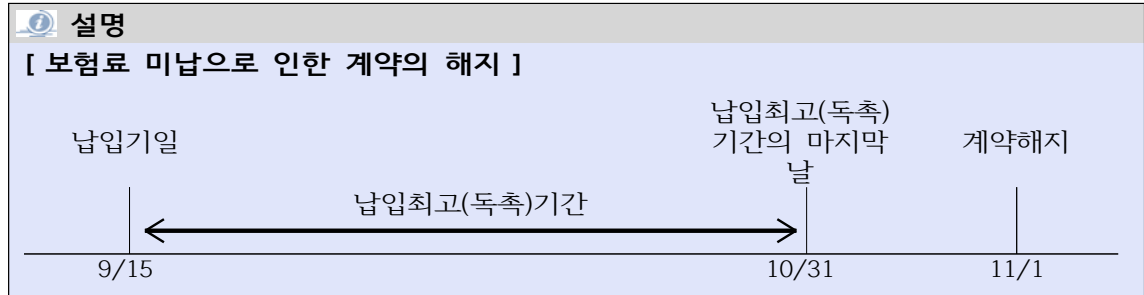 설명
[ 보험료 미납으로 인한 계약의 해지 ]
납입기일
납입최고(독촉)
기간의 마지막
날
계약해지
납입최고(독촉)기간
9/15
10/31
11/1